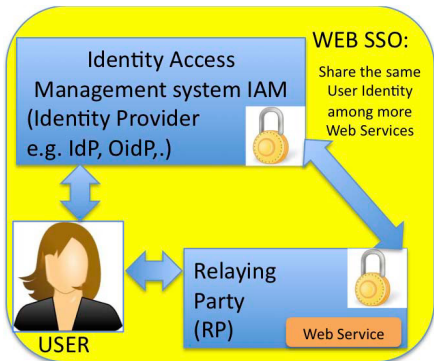 Identity Access
Management system IAM
(Identity Provider
e.g. IdP, OidP,.)
WEB SSO:
Share the same
User Identity
among more
Web Services
USER
Relaying
Party
(RP)
Web Service